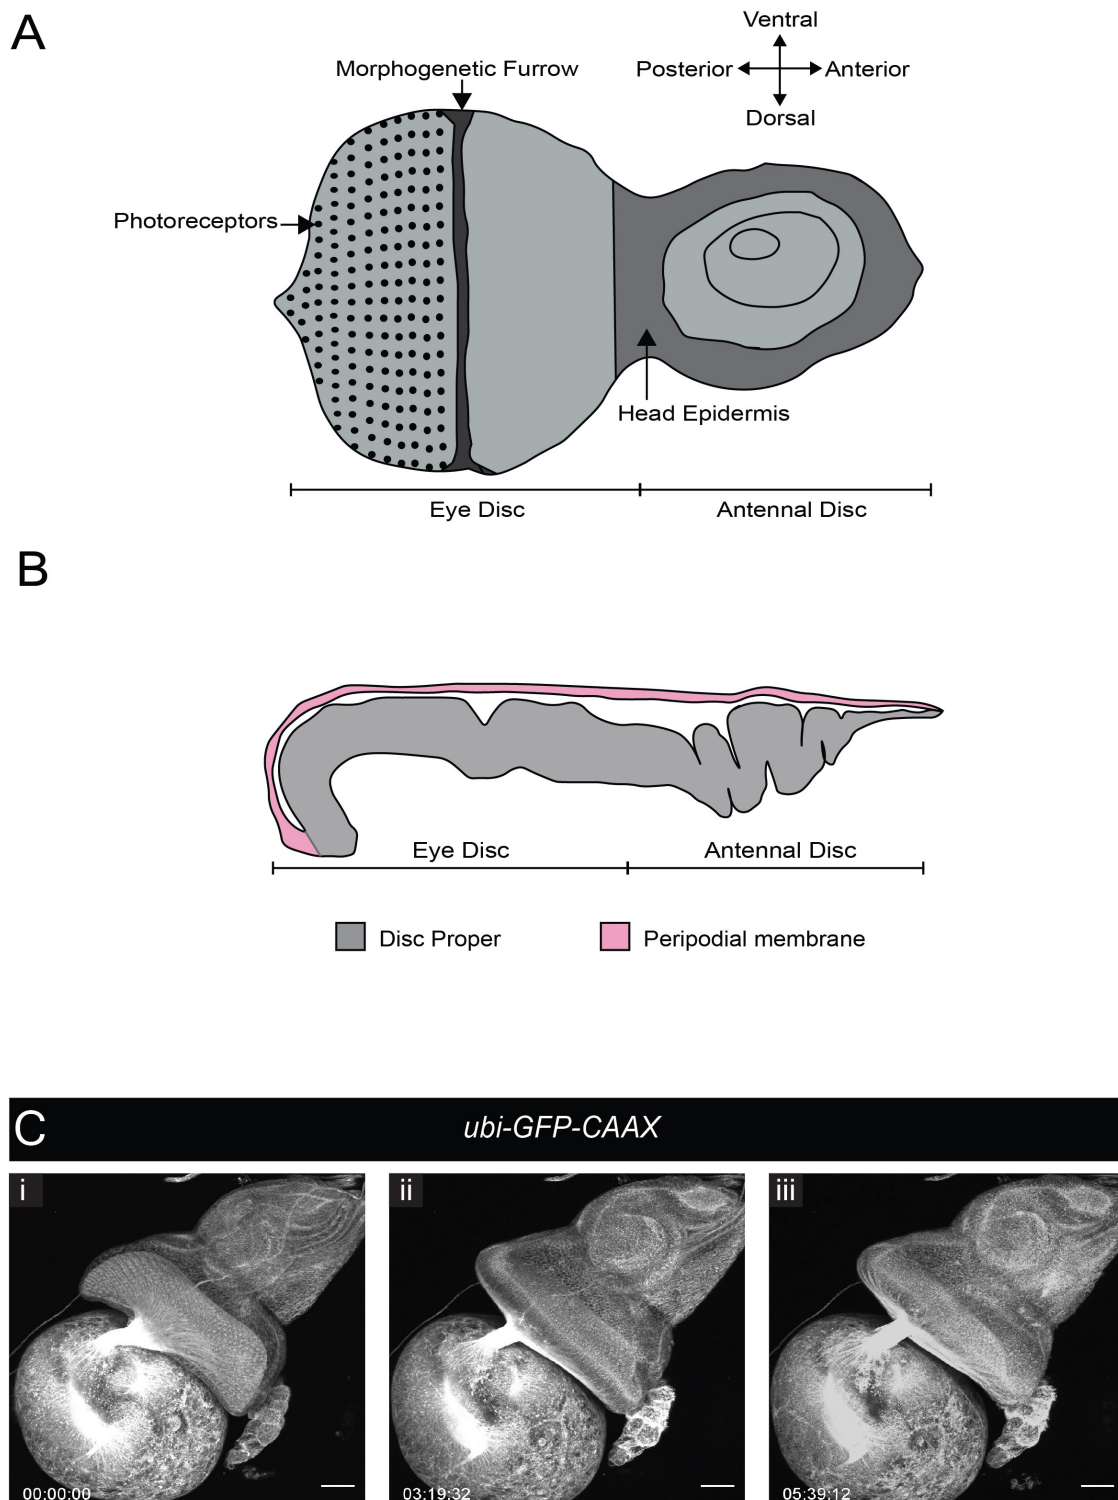 A
Ventral
Morphogenetic Furrow
Posterior
Anterior
Dorsal
Photoreceptors
Head Epidermis
Eye Disc
Antennal Disc
B
Eye Disc
Antennal Disc
Disc Proper
Peripodial membrane
C
ubi-GFP-CAAX
i
ii
iii
00:00:00
03:19:32
05:39:12